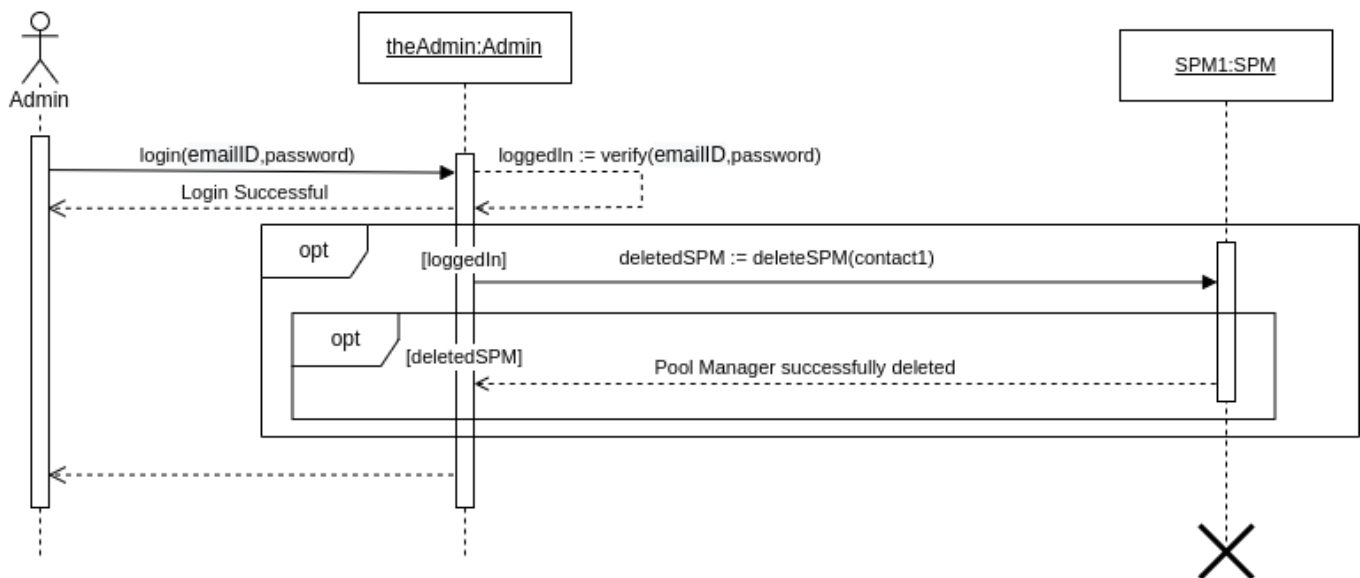 theAdmin:Admin
SPM1:SPM
Admin
login(emailID,password)
loggedIn := verify(emailID,password)
Login Successful
opt
[loggedIn]
deletedSPM := deleteSPM(contact1)
opt
[deletedSPM]
Pool Manager successfully deleted